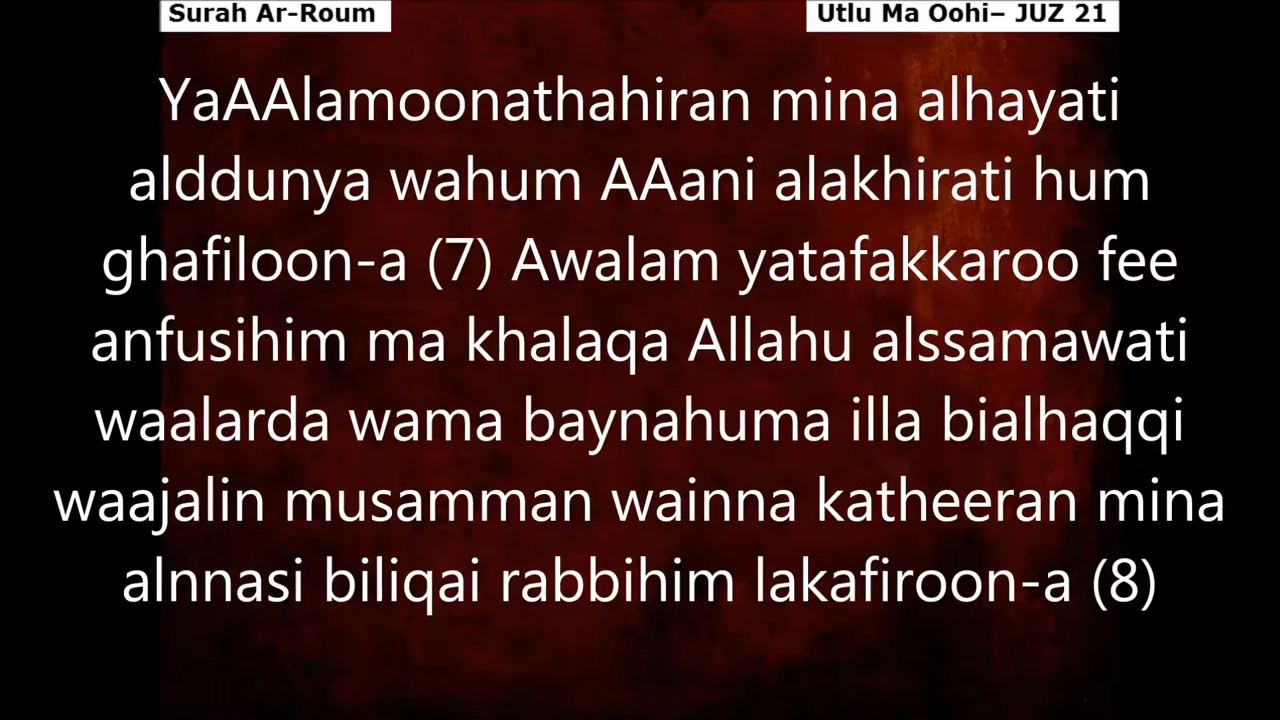 Surah Ar-Roum
Utlu Ma Oohi– JUZ 21
YaAAlamoonathahiran mina alhayati
alddunya wahum AAani alakhirati hum
ghafiloon-a (7) Awalam yatafakkaroo fee
anfusihim ma khalaqa Allahu alssamawati
waalarda wama baynahuma illa bialhaqqi
waajalin musamman wainna katheeran mina
alnnasi biliqai rabbihim lakafiroon-a (8)